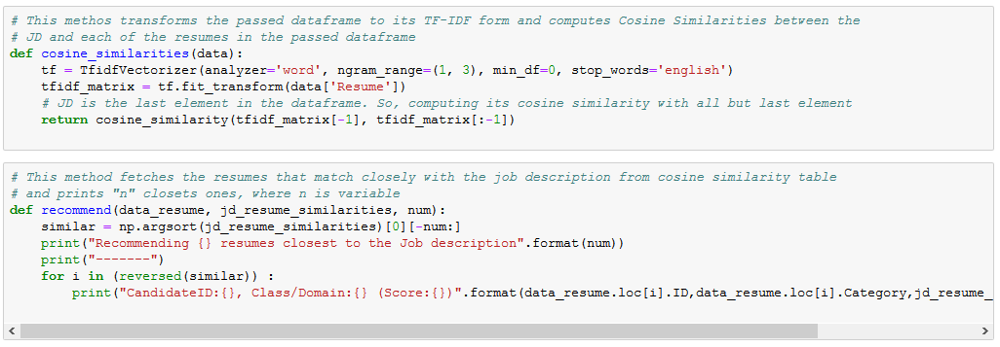 # This methos transforms the passed dataframe to its TF-IDF form and computes Cosine Similarities between the
# JD and each of the resumes in the passed dataframe
def cosine_similarities(data):
    tf = TfidfVectorizer(analyzer='word', ngram_range=(1, 3), min_df=0, stop_words='english')
    tfidf_matrix = tf.fit_transform(data['Resume'])
    # JD is the last element in the dataframe. So, computing its cosine similarity with all but last element
    return cosine_similarity(tfidf_matrix[-1], tfidf_matrix[:-1])
# This method fetches the resumes that match closely with the job description from cosine similarity table
# and prints "n" closets ones, where n is variable
def recommend(data_resume, jd_resume_similarities, num):
    similar = np.argsort(jd_resume_similarities)[0][-num:]
    print("Recommending {} resumes closest to the Job description".format(num))
    print("-------")
    for i in (reversed(similar)) :
        print("CandidateID:{}, Class/Domain:{} (Score:{})".format(data_resume.loc[i].ID,data_resume.loc[i].Category,jd_resume_